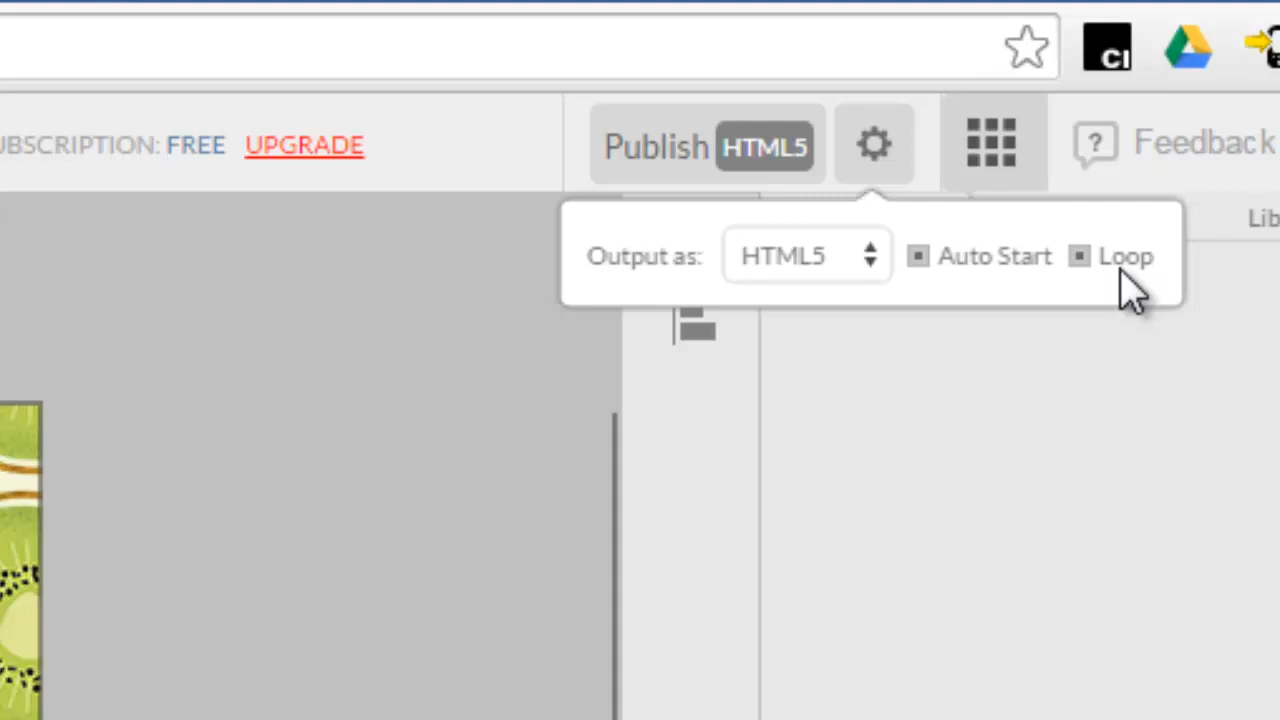 CI
UBSCRIPTION: FREE UPGRADE
Publish HTML5
? Feedback
Lib
Output as: HTML5 Auto Start Loop